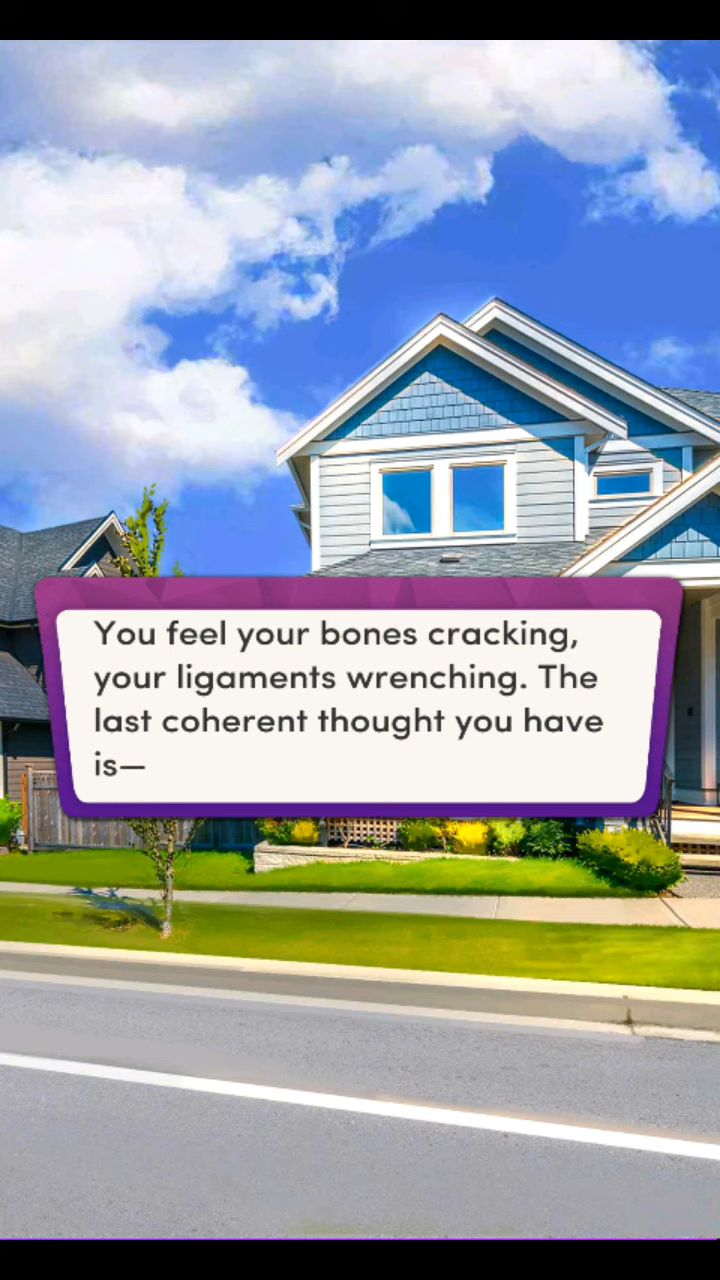 You feel your bones cracking,
your ligaments wrenching. The
last coherent thought you have
is—